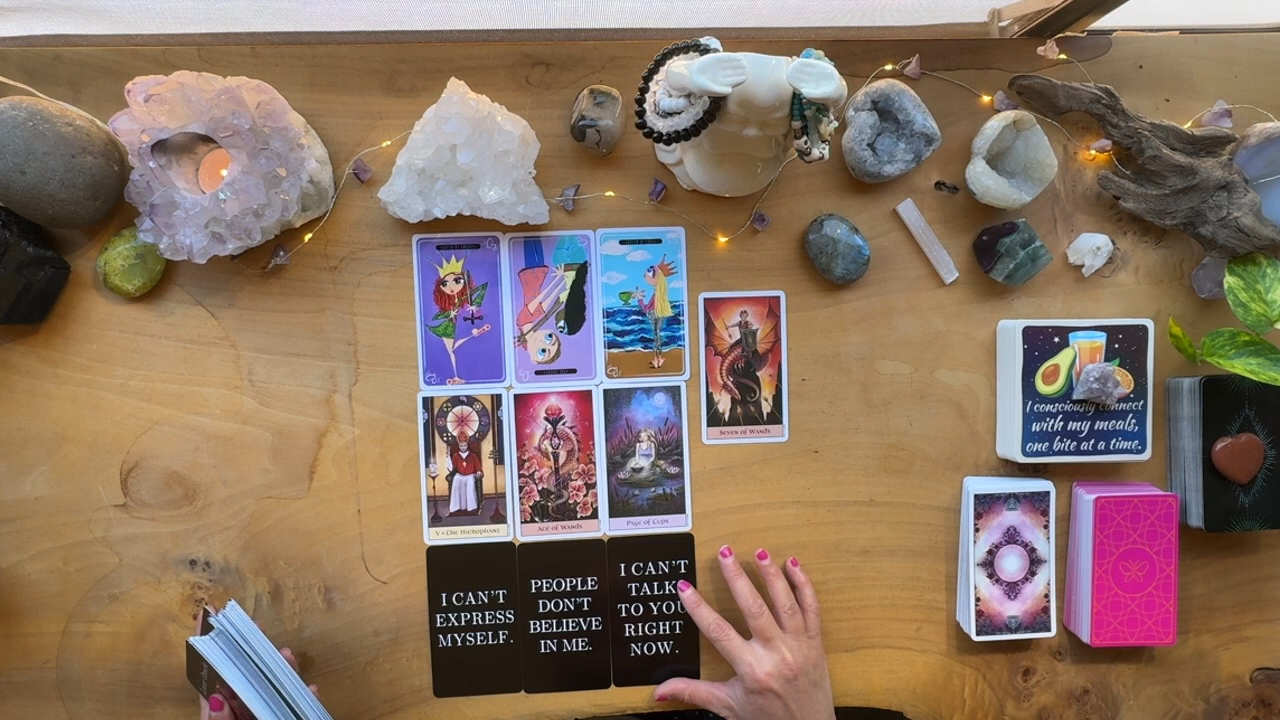 SEVEN OF WANDS
I consciously connect
with my meals,
one bite at a time.
V • THE HIEROPHANT
ACE OF WANDS
PAGE OF CUPS
I CAN'T
EXPRESS
MYSELF.
PEOPLE
DON'T
BELIEVE
IN ME.
I CAN'T
TALK
TO YOU
RIGHT
NOW.